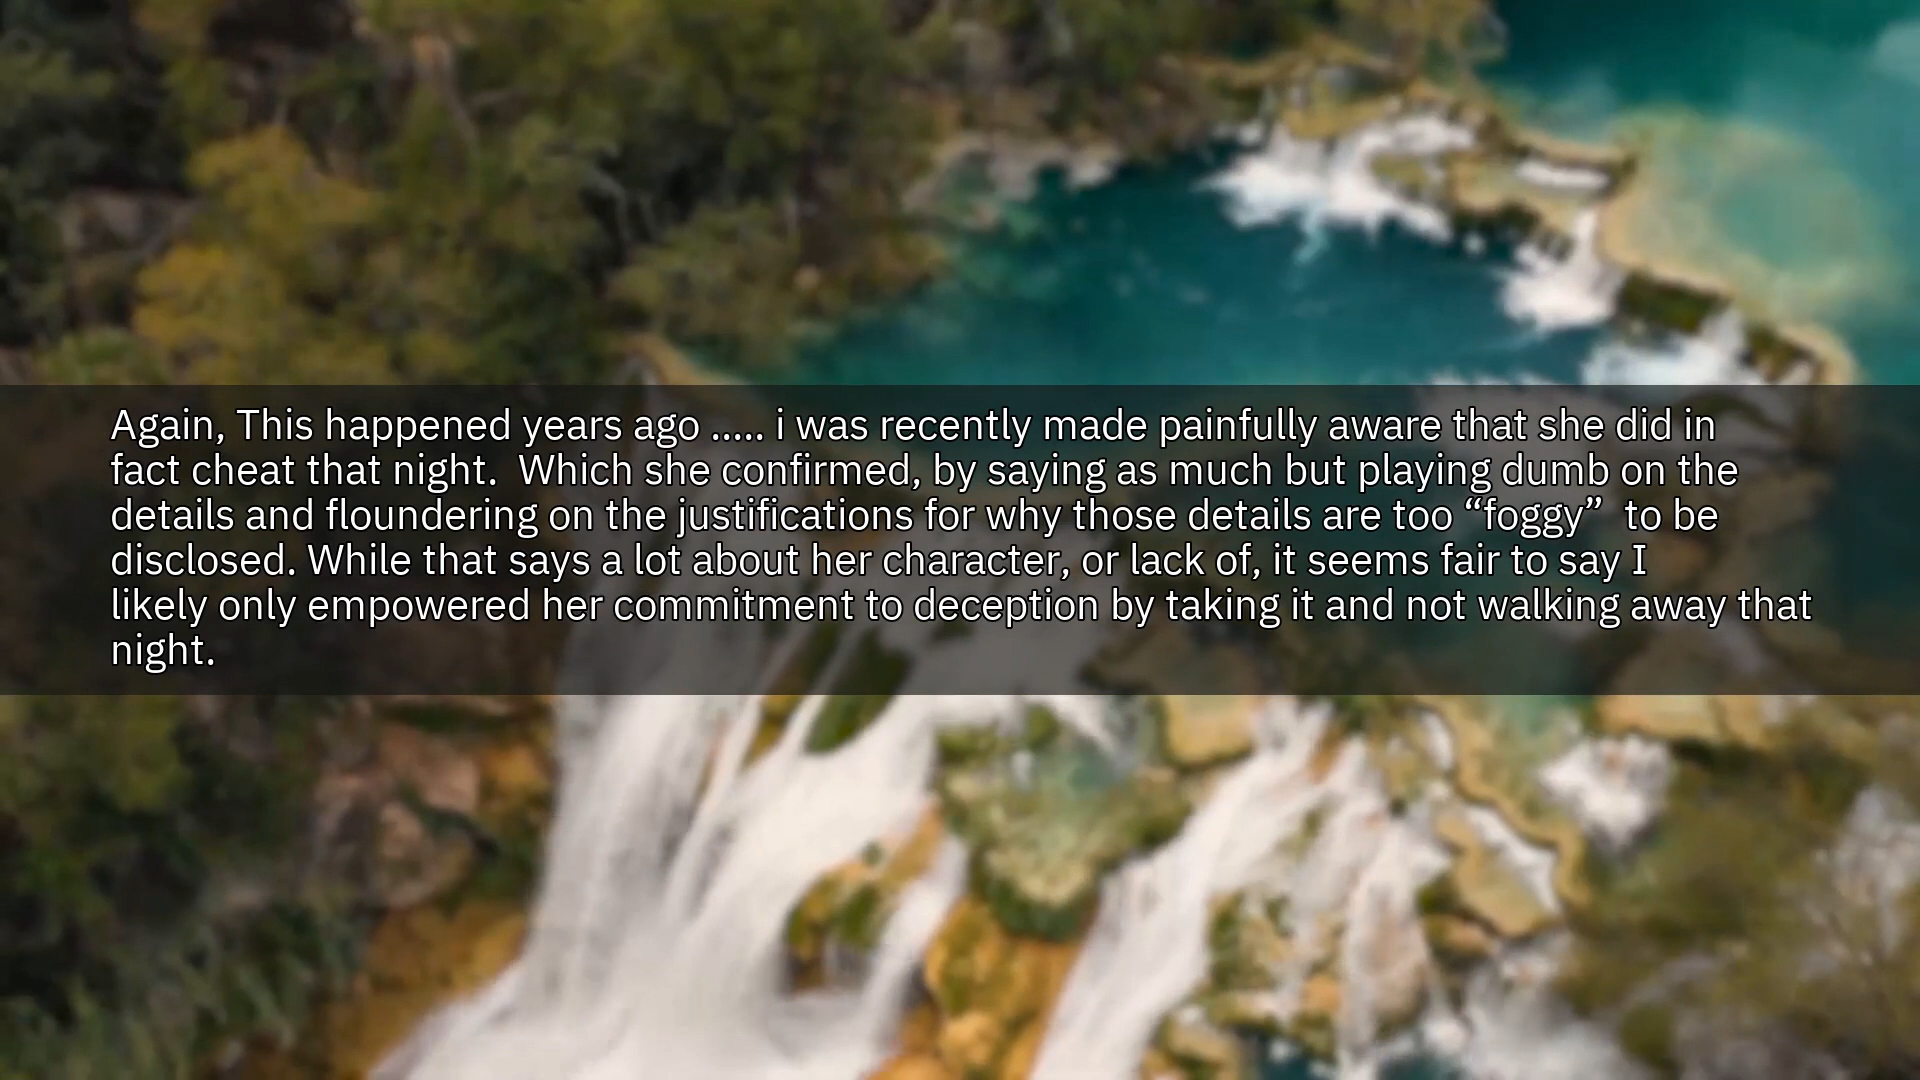 Again, This happened years ago ..... i was recently made painfully aware that she did in
fact cheat that night.  Which she confirmed, by saying as much but playing dumb on the
details and floundering on the justifications for why those details are too “foggy”  to be
disclosed. While that says a lot about her character, or lack of, it seems fair to say I
likely only empowered her commitment to deception by taking it and not walking away that
night.